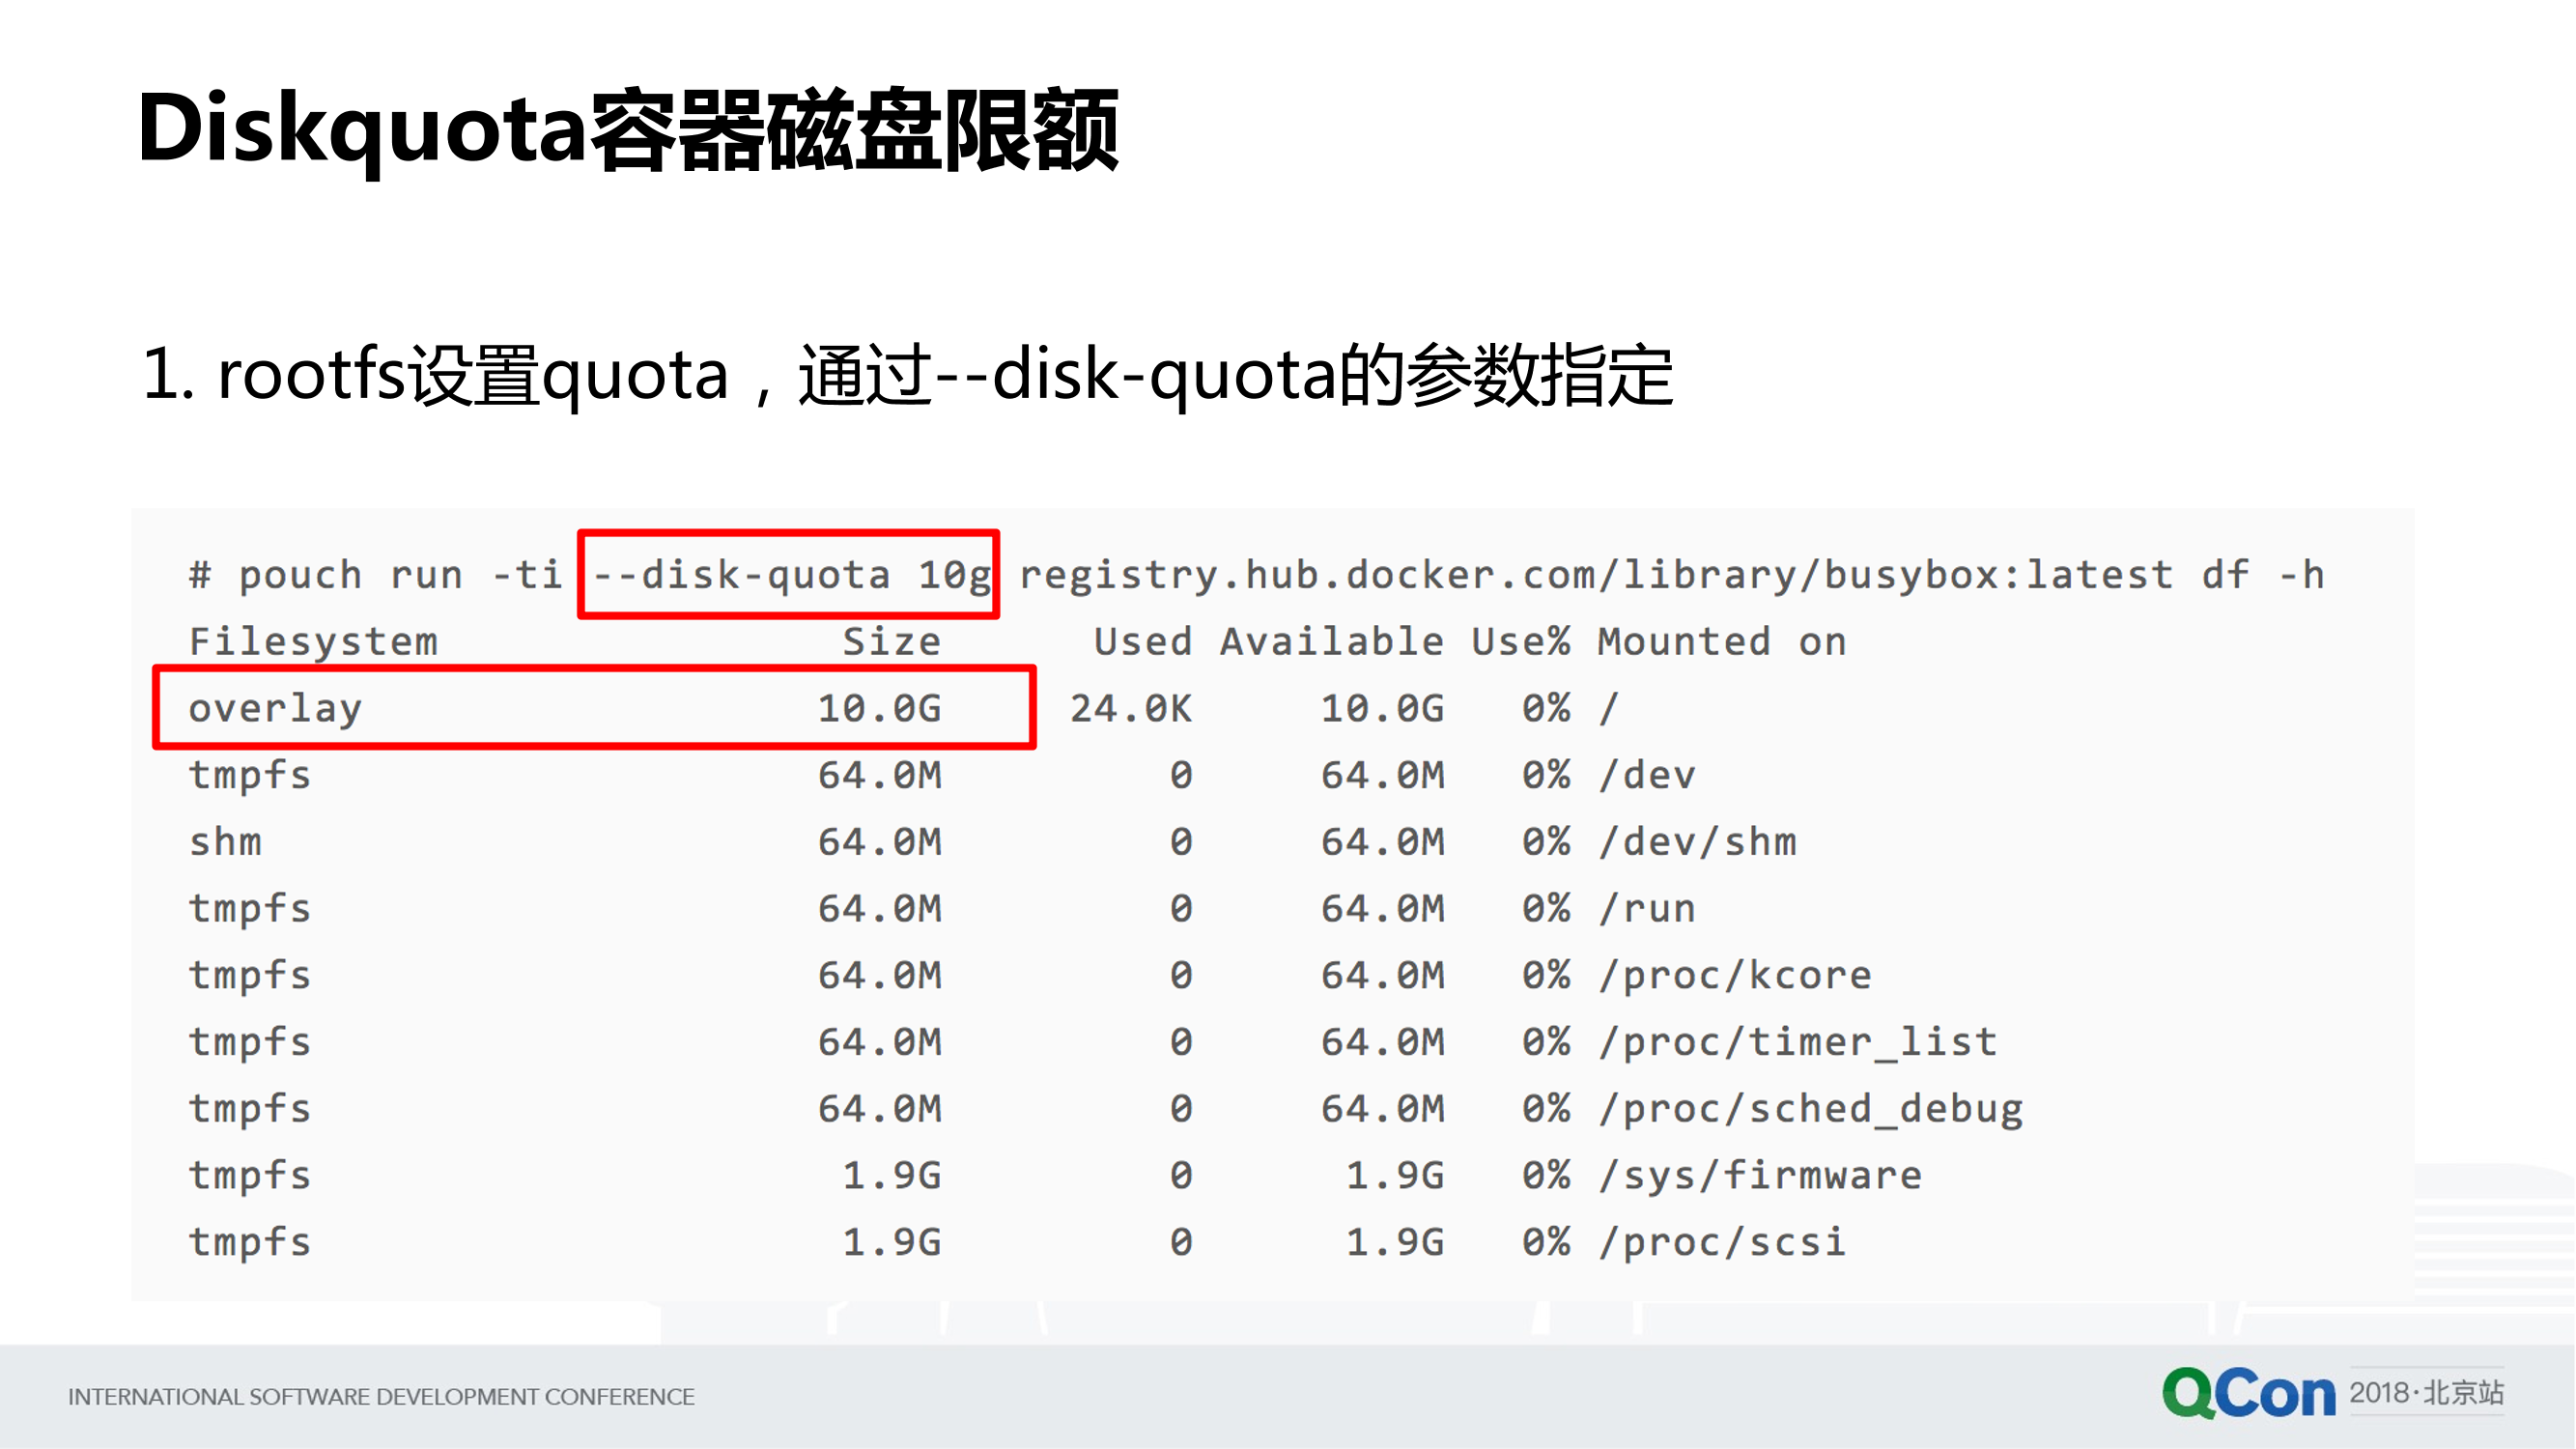 Diskquota容器磁盘限额
1. rootfs设置quota，通过--disk-quota的参数指定
# pouch run -ti --disk-quota 10g registry.hub.docker.com/library/busybox:latest df -h
Filesystem Size Used Available Use% Mounted on
overlay 10.0G 24.0K 10.0G 0% /
tmpfs 64.0M 0 64.0M 0% /dev
shm 64.0M 0 64.0M 0% /dev/shm
tmpfs 64.0M 0 64.0M 0% /run
tmpfs 64.0M 0 64.0M 0% /proc/kcore
tmpfs 64.0M 0 64.0M 0% /proc/timer_list
tmpfs 64.0M 0 64.0M 0% /proc/sched_debug
tmpfs 1.9G 0 1.9G 0% /sys/firmware
tmpfs 1.9G 0 1.9G 0% /proc/scsi
INTERNATIONAL SOFTWARE DEVELOPMENT CONFERENCE
QCon 2018·北京站